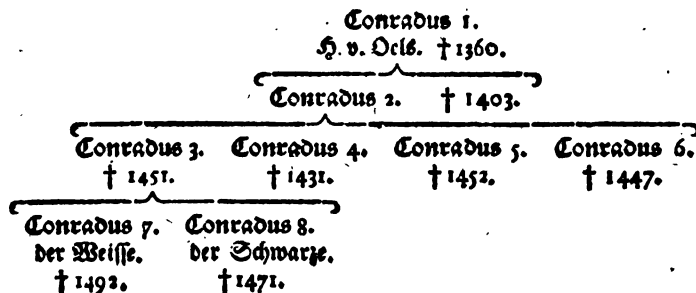 Conradus 1.
H. v. Oels. † 1360.
Conradus 2. † 1403.
Conradus 3. Conradus 4. Conradus 5. Conradus 6.
† 1451. † 1431. † 1452. † 1447.
Conradus 7. Conradus 8.
der Weisse. der Schwarze.
† 1492. † 1471.